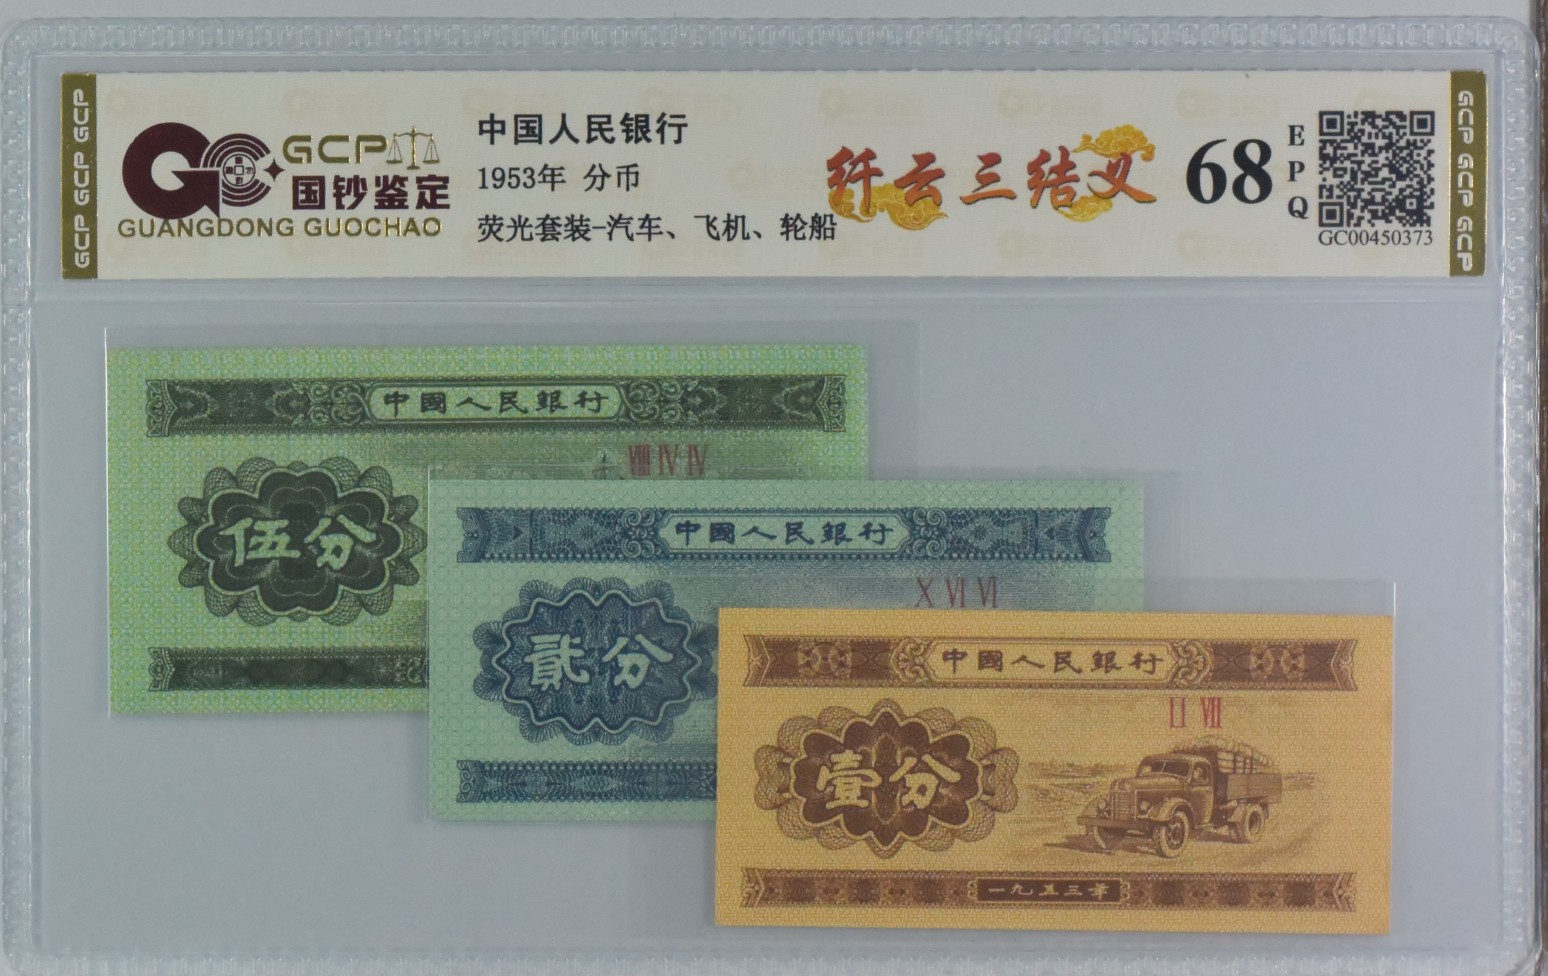 GCP GCP GCP
GCP
国钞鉴定
GUANGDONG GUOCHAO
中国人民银行
1953年 分币
荧光套装-汽车、飞机、轮船
纤云三结义
68
EPQ
GC00450373
GCP GCP GCP
中國人民銀行
VIII IV IV
伍分
中國人民銀行
X VI VI
貳分
中國人民銀行
II VII
壹分
一九五三年